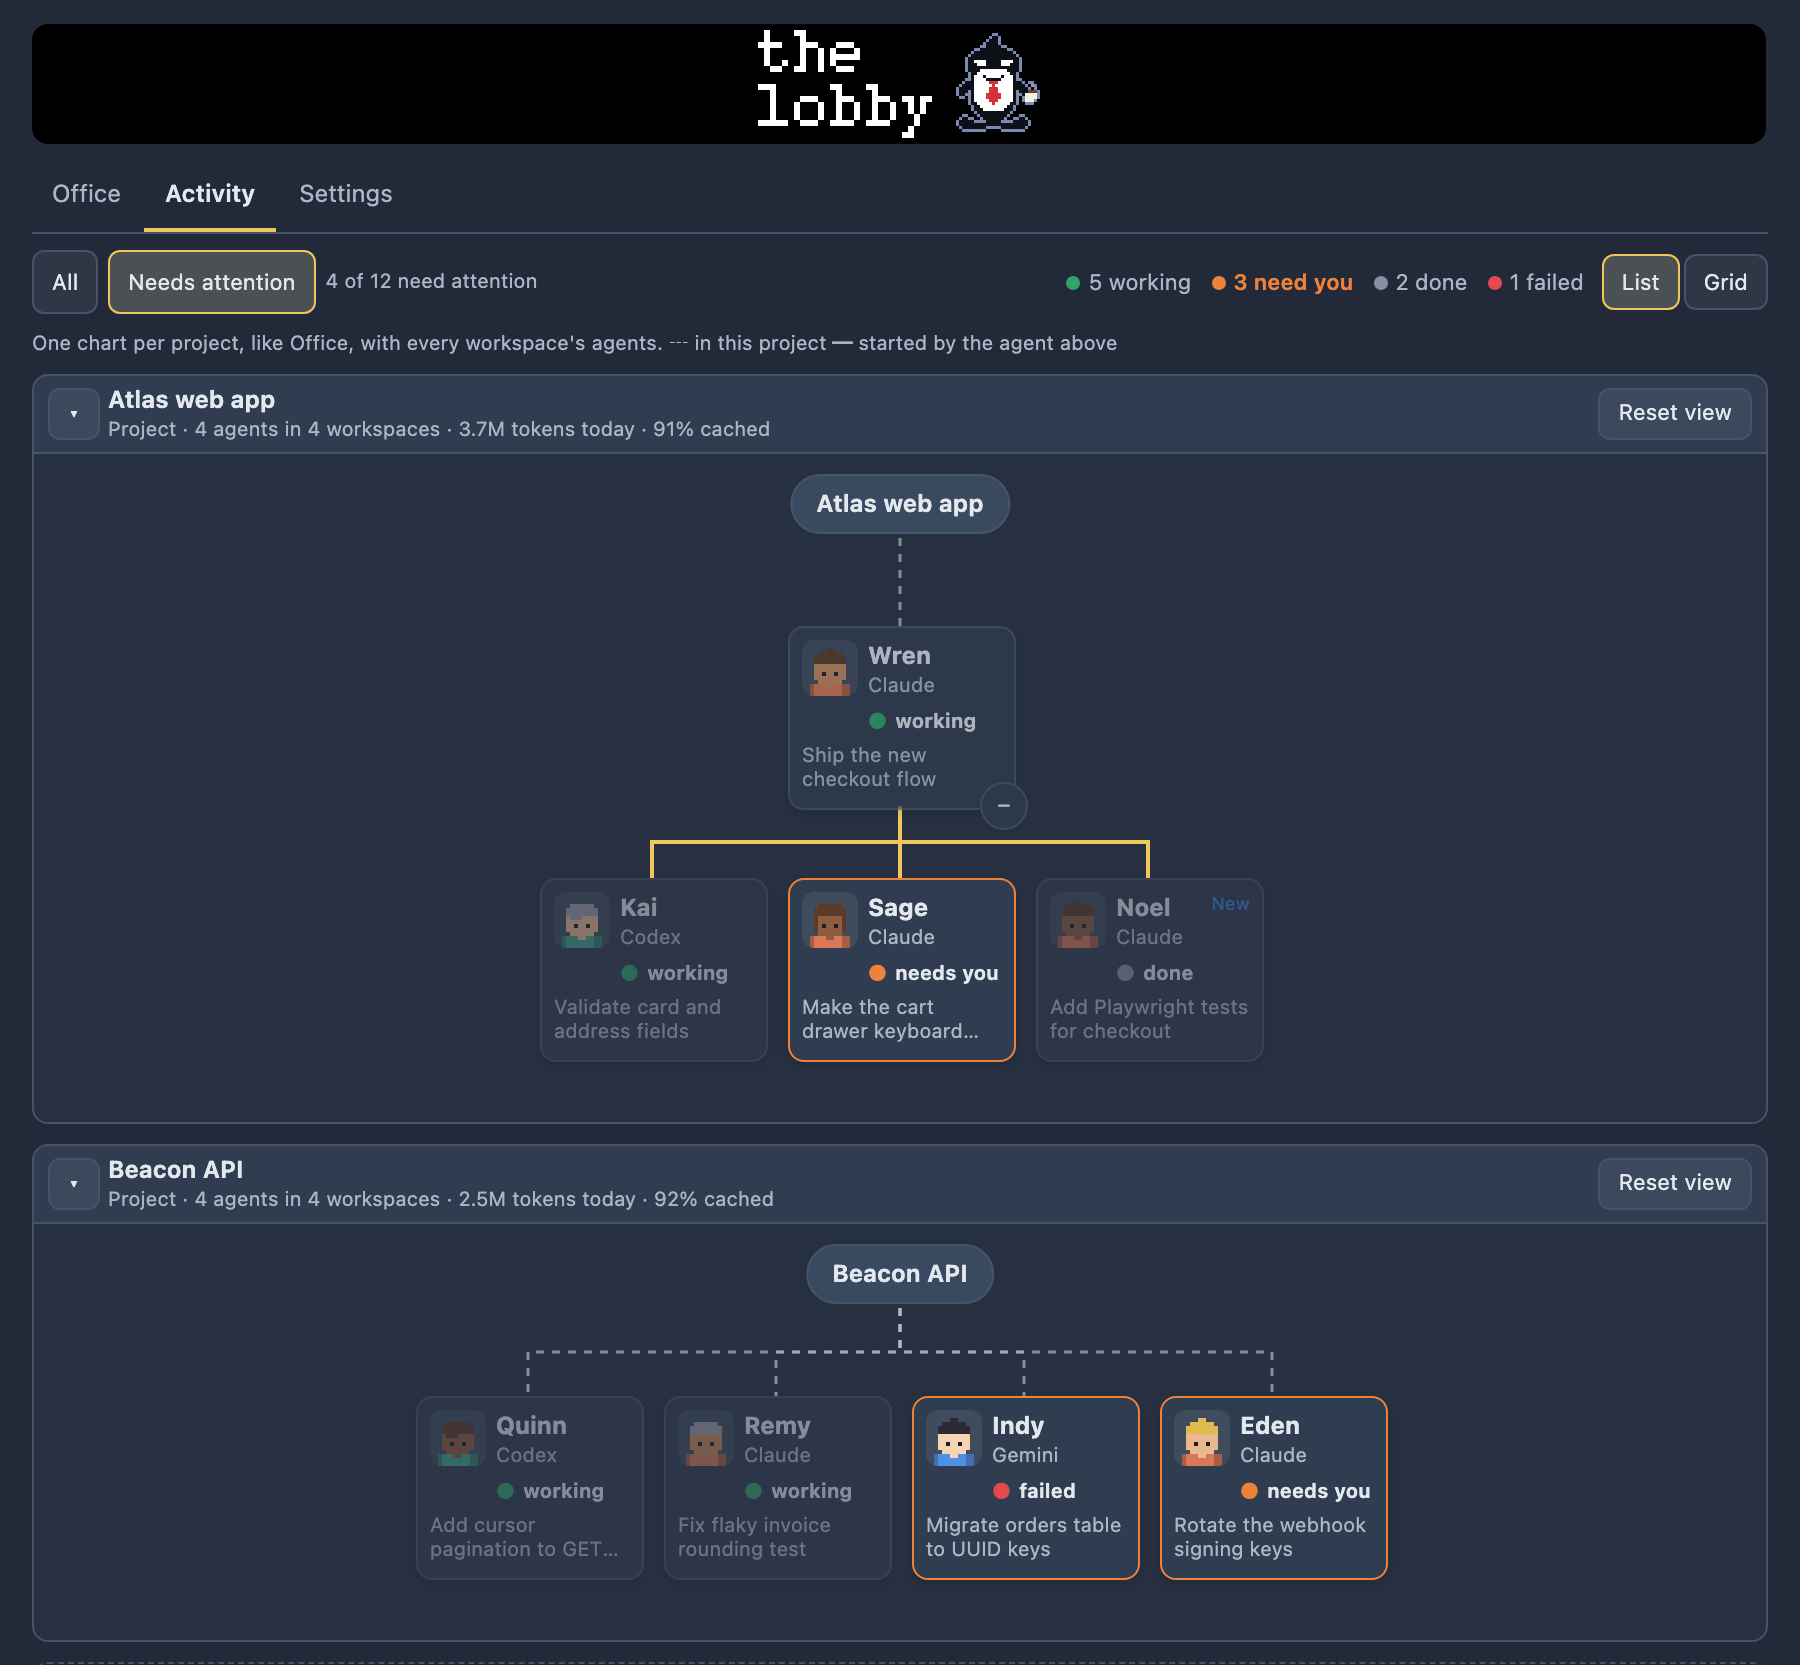 the
lobby
Office Activity Settings
All Needs attention 4 of 12 need attention 5 working 3 need you 2 done 1 failed List Grid
One chart per project, like Office, with every workspace's agents. --- in this project — started by the agent above
Atlas web app
Project · 4 agents in 4 workspaces · 3.7M tokens today · 91% cached
Reset view
Atlas web app
Wren
Claude
working
Ship the new
checkout flow
Kai
Codex
working
Validate card and
address fields
Sage
Claude
needs you
Make the cart
drawer keyboard...
Noel New
Claude
done
Add Playwright tests
for checkout
Beacon API
Project · 4 agents in 4 workspaces · 2.5M tokens today · 92% cached
Reset view
Beacon API
Quinn
Codex
working
Add cursor
pagination to GET...
Remy
Claude
working
Fix flaky invoice
rounding test
Indy
Gemini
failed
Migrate orders table
to UUID keys
Eden
Claude
needs you
Rotate the webhook
signing keys